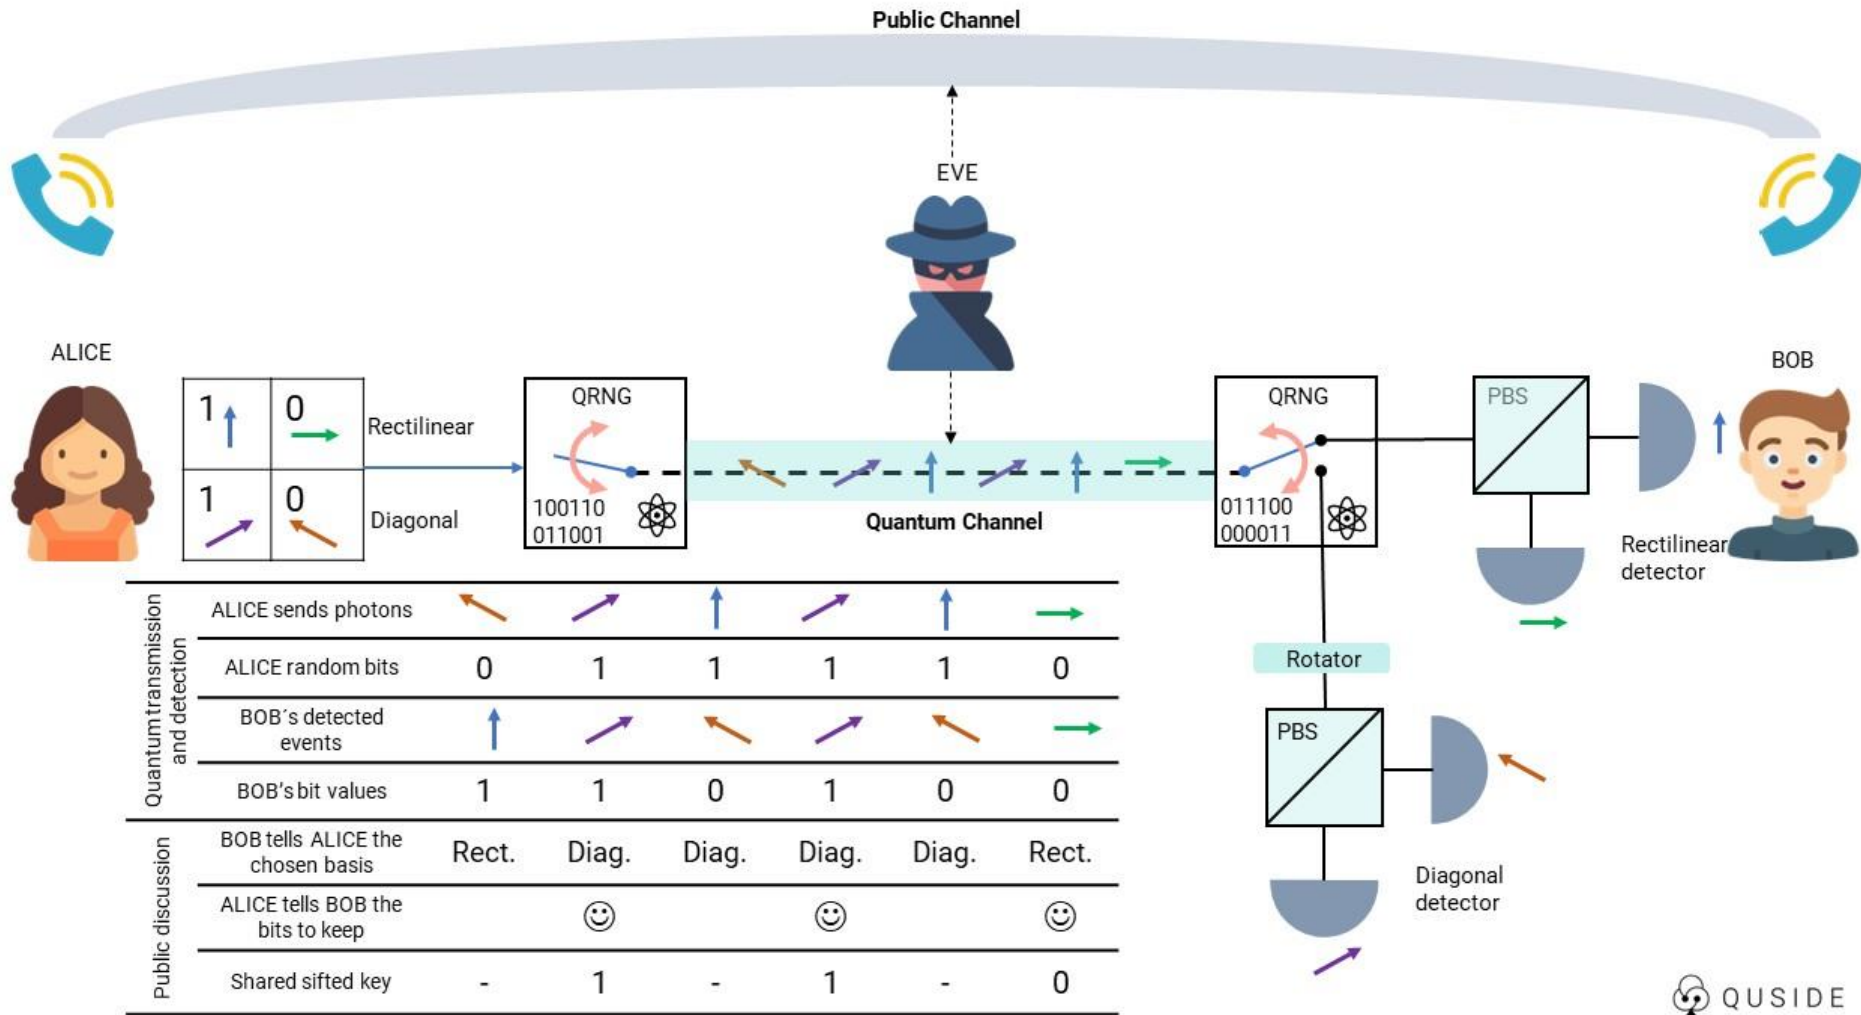 Public Channel
EVE
ALICE
BOB
1
0
Rectilinear
1
0
Diagonal
QRNG
100110
011001
Quantum Channel
QRNG
011100
000011
PBS
Rectilinear
detector
Rotator
PBS
Diagonal
detector
Quantum transmission
and detection
ALICE sends photons
ALICE random bits 0 1 1 1 1 0
BOB´s detected
events
BOB's bit values 1 1 0 1 0 0
Public discussion
BOB tells ALICE the
chosen basis Rect. Diag. Diag. Diag. Diag. Rect.
ALICE tells BOB the
bits to keep
Shared sifted key - 1 - 1 - 0
QUSIDE